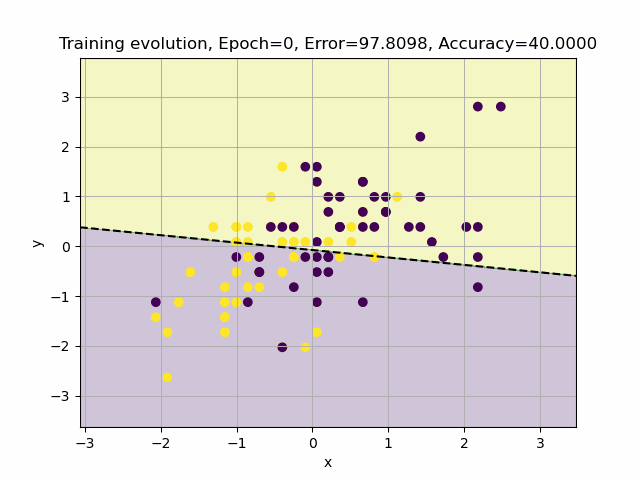 Training evolution, Epoch=0, Error=97.8098, Accuracy=40.0000
3
2
1
0
−1
−2
−3
y
−3 −2 −1 0 1 2 3
x